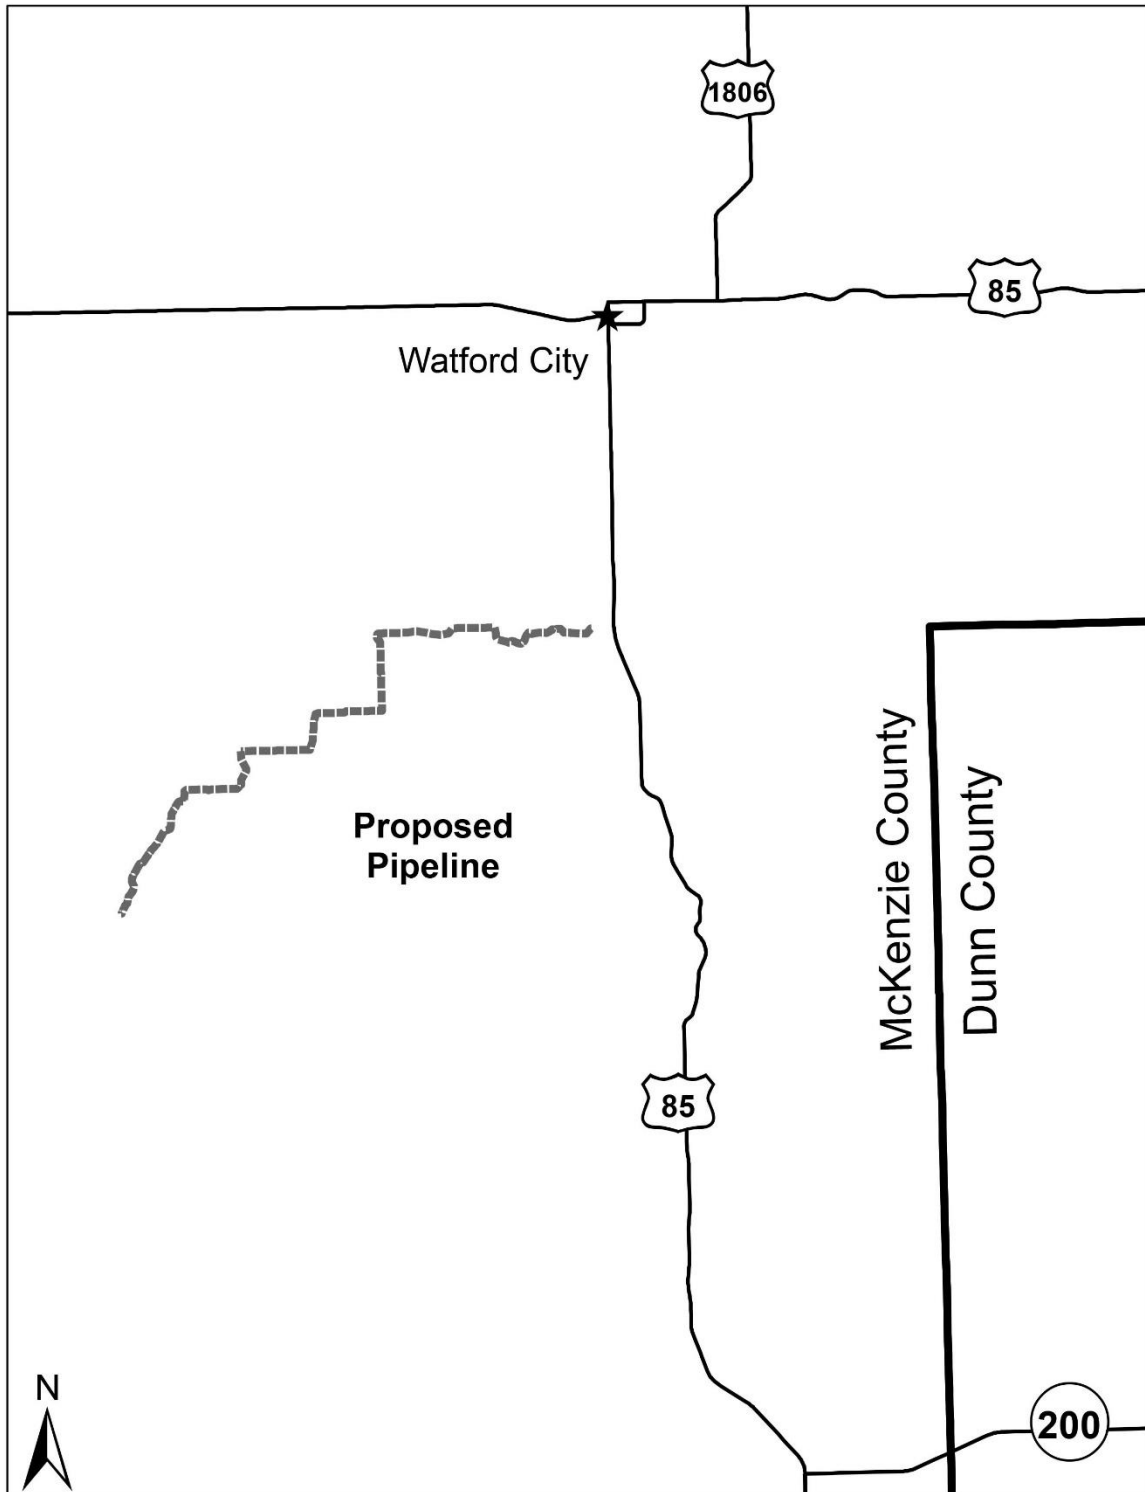 1806
85
Watford City
McKenzie County
Dunn County
Proposed
Pipeline
85
N
200